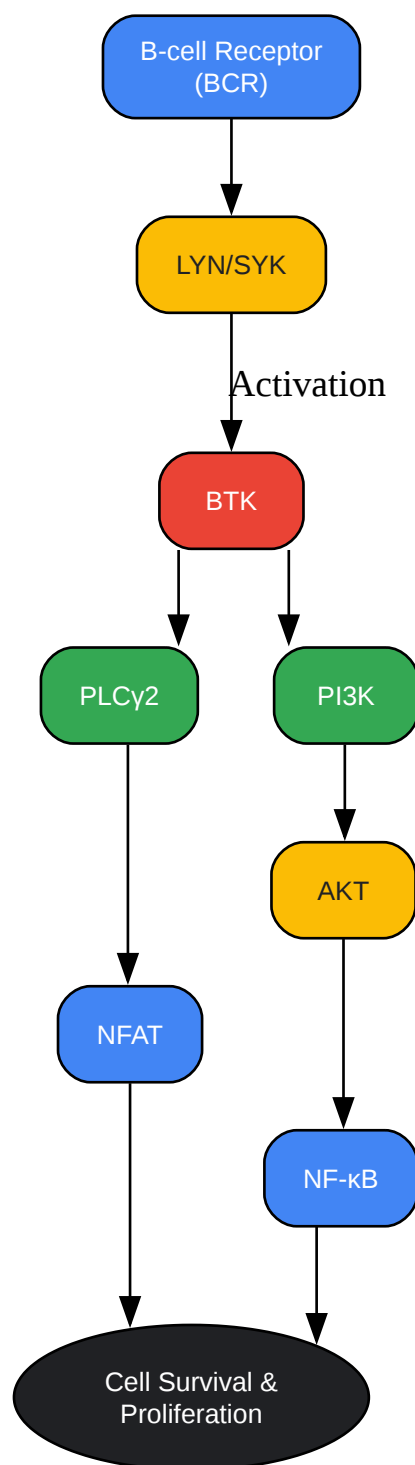 B-cell Receptor
(BCR)
LYN/SYK
Activation
BTK
PLCγ2
PI3K
AKT
NFAT
NF-κB
Cell Survival &
Proliferation